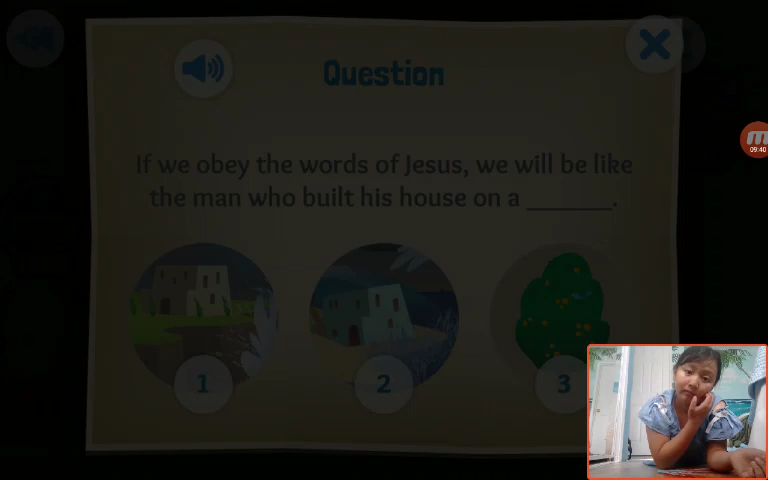 Question
If we obey the words of Jesus, we will be like
the man who built his house on a _______.
1
2
3
09:40